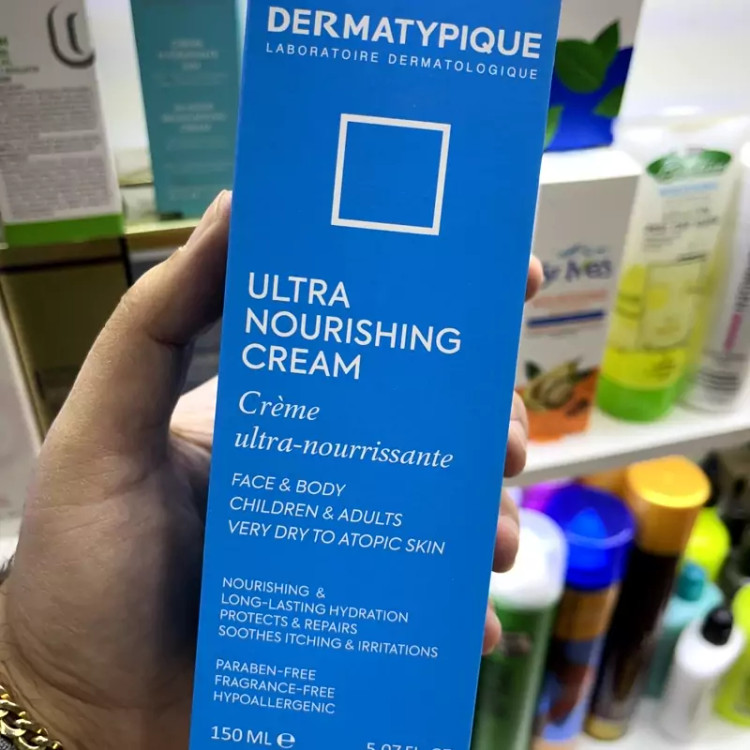 DERMATYPIQUE
LABORATOIRE DERMATOLOGIQUE
ULTRA
NOURISHING
CREAM
Crème
ultra-nourrissante
FACE & BODY
CHILDREN & ADULTS
VERY DRY TO ATOPIC SKIN
NOURISHING &
LONG-LASTING HYDRATION
PROTECTS & REPAIRS
SOOTHES ITCHING & IRRITATIONS
PARABEN-FREE
FRAGRANCE-FREE
HYPOALLERGENIC
150 ML ℮
Ives